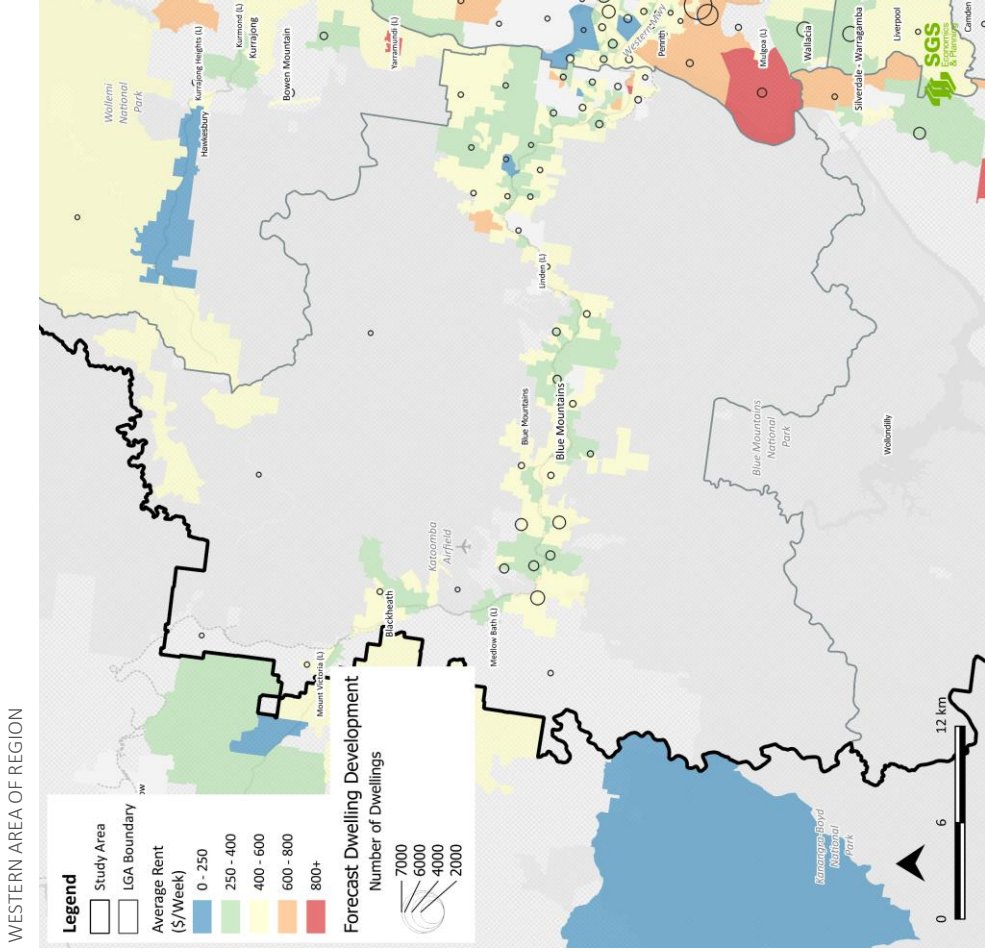 WESTERN AREA OF REGION
Legend
Study Area
LGA Boundary
Average Rent
($/Week)
0 - 250
250 - 400
400 - 600
600 - 800
800+
Forecast Dwelling Development
Number of Dwellings
7000
6000
4000
2000
ow
Wollemi
National
Park
Kurrajong Heights (L)
Kurmond (L)
Kurrajong
Hawkesbury
Bowen Mountain
Yarramundi (L)
Western Mwy
Penrith
Mulgoa (L)
Wallacia
Silverdale - Warragamba
Liverpool
Camden
Linden (L)
Blue Mountains
Blue Mountains
Katoomba
Airfield
Blackheath
Medlow Bath (L)
Mount Victoria (L)
Blue Mountains
National
Park
Wollondilly
Kanangra-Boyd
National
Park
0
6
12 km
SGS
Economics
& Planning